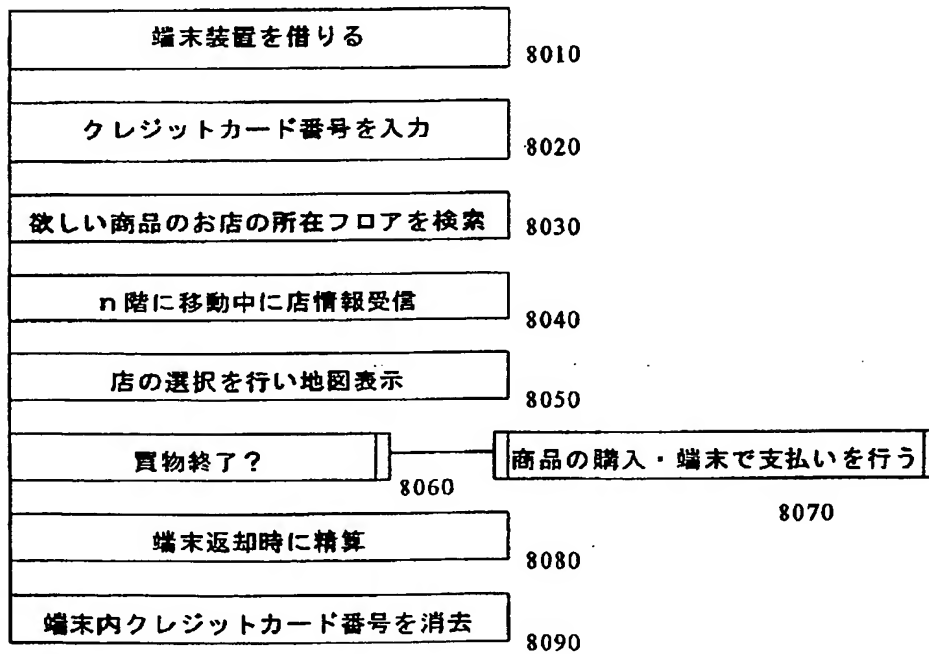 端末装置を借りる
8010
クレジットカード番号を入力
8020
欲しい商品のお店の所在フロアを検索
8030
n階に移動中に店情報受信
8040
店の選択を行い地図表示
8050
買物終了?
8060
商品の購入・端末で支払いを行う
8070
端末返却時に精算
8080
端末内クレジットカード番号を消去
8090